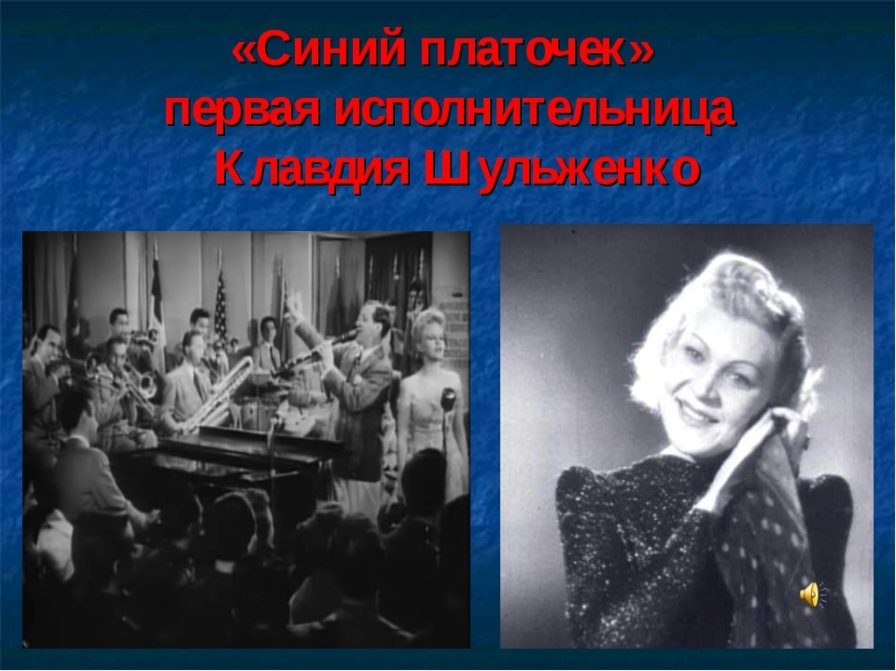 «Синий платочек»
первая исполнительница
Клавдия Шульженко